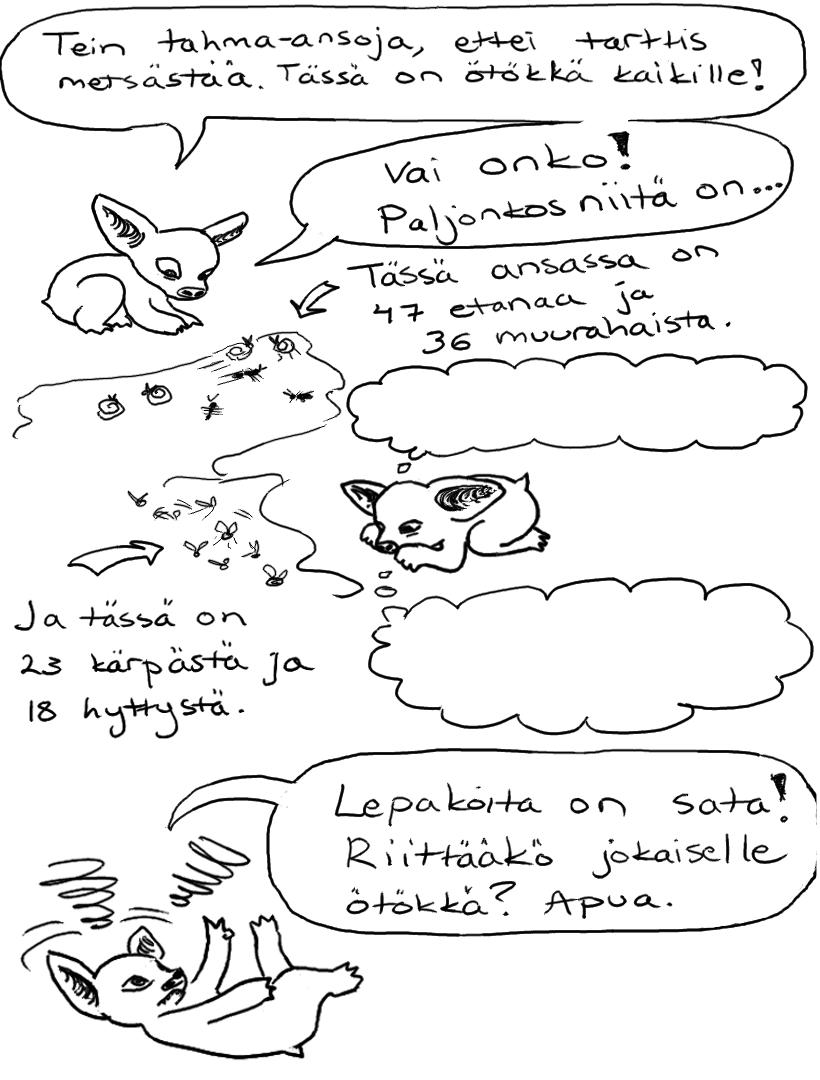 Tein tahma-ansoja, ettei tarttis
metsästää. Tässä on ötökkä kaikille!
Vai onko!
Paljonkos niitä on...
Tässä ansassa on
47 etanaa ja
36 muurahaista.
Ja tässä on
23 kärpästä ja
18 hyttystä.
Lepakoita on sata!
Riittääkö jokaiselle
ötökkä? Apua.